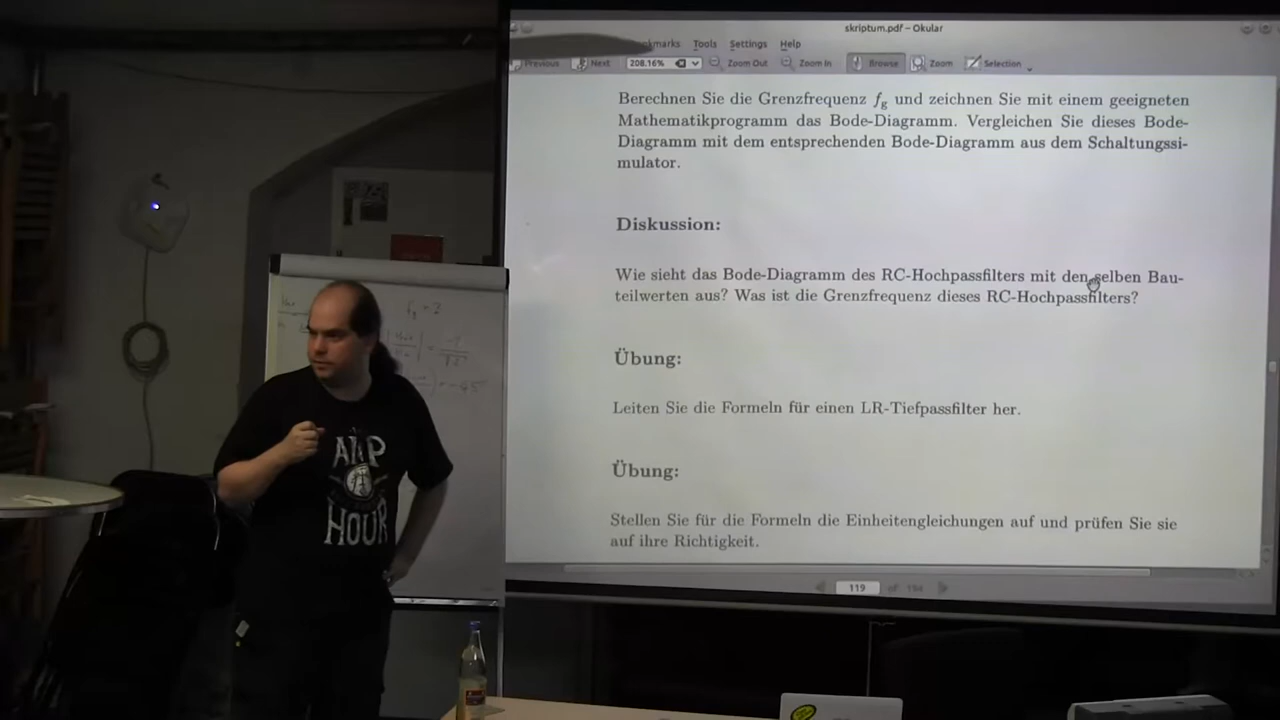 skriptum.pdf – Okular
Tools Settings Help
Previous Next 208.16% Zoom Out Zoom In Browse Zoom Selection
Berechnen Sie die Grenzfrequenz fg und zeichnen Sie mit einem geeigneten
Mathematikprogramm das Bode-Diagramm. Vergleichen Sie dieses Bode-
Diagramm mit dem entsprechenden Bode-Diagramm aus dem Schaltungssi-
mulator.
Diskussion:
Wie sieht das Bode-Diagramm des RC-Hochpassfilters mit den selben Bau-
teilwerten aus? Was ist die Grenzfrequenz dieses RC-Hochpassfilters?
Übung:
Leiten Sie die Formeln für einen LR-Tiefpassfilter her.
Übung:
Stellen Sie für die Formeln die Einheitengleichungen auf und prüfen Sie sie
auf ihre Richtigkeit.
119 of 194
AMP
HOUR